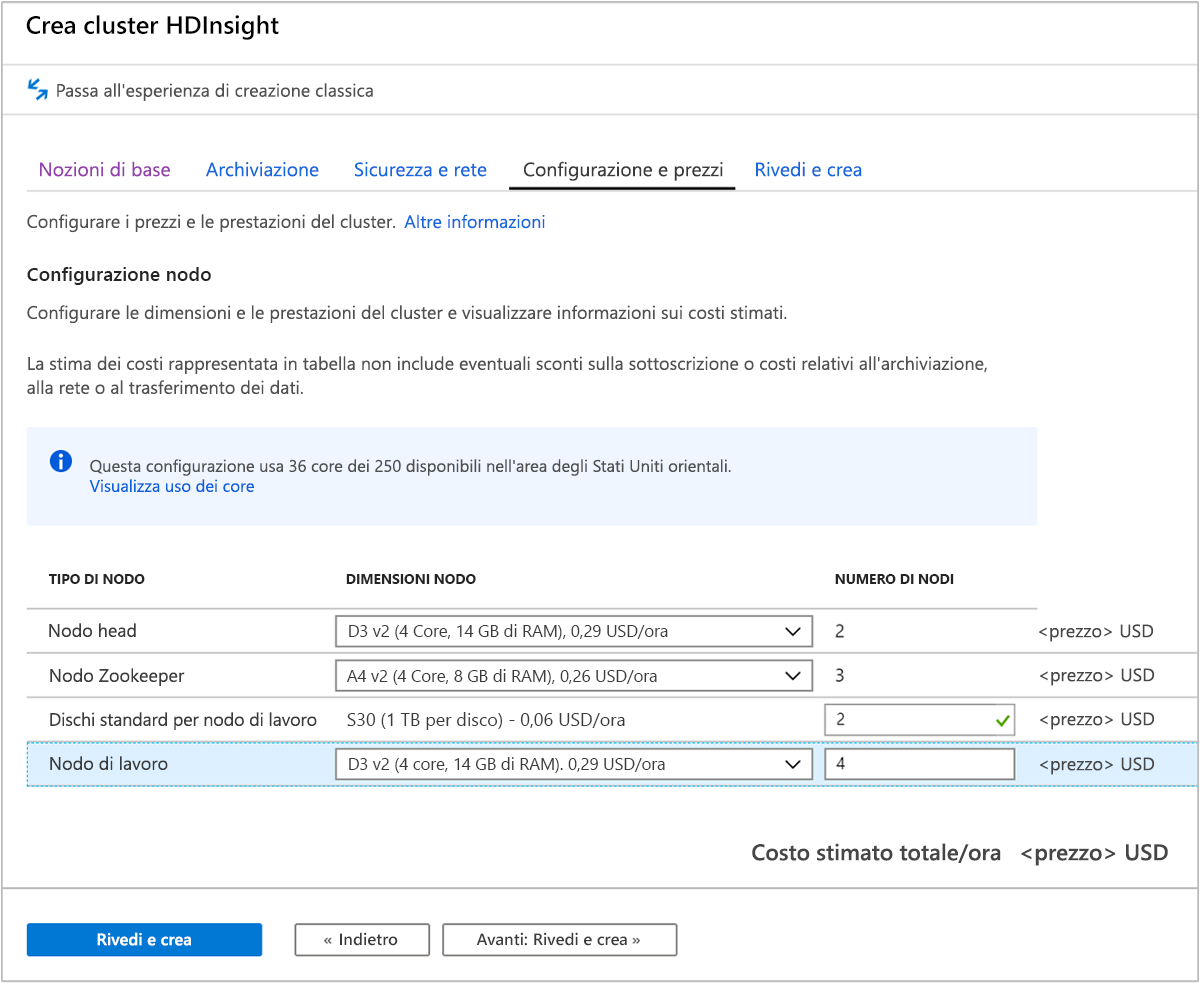 Crea cluster HDInsight
Passa all'esperienza di creazione classica
Nozioni di base Archiviazione Sicurezza e rete Configurazione e prezzi Rivedi e crea
Configurare i prezzi e le prestazioni del cluster. Altre informazioni
Configurazione nodo
Configurare le dimensioni e le prestazioni del cluster e visualizzare informazioni sui costi stimati.
La stima dei costi rappresentata in tabella non include eventuali sconti sulla sottoscrizione o costi relativi all'archiviazione,
alla rete o al trasferimento dei dati.
Questa configurazione usa 36 core dei 250 disponibili nell'area degli Stati Uniti orientali.
Visualizza uso dei core
TIPO DI NODO DIMENSIONI NODO NUMERO DI NODI
Nodo head D3 v2 (4 Core, 14 GB di RAM), 0,29 USD/ora 2 <prezzo> USD
Nodo Zookeeper A4 v2 (4 Core, 8 GB di RAM), 0,26 USD/ora 3 <prezzo> USD
Dischi standard per nodo di lavoro S30 (1 TB per disco) - 0,06 USD/ora 2 <prezzo> USD
Nodo di lavoro D3 v2 (4 core, 14 GB di RAM). 0,29 USD/ora 4 <prezzo> USD
Costo stimato totale/ora <prezzo> USD
Rivedi e crea « Indietro Avanti: Rivedi e crea »